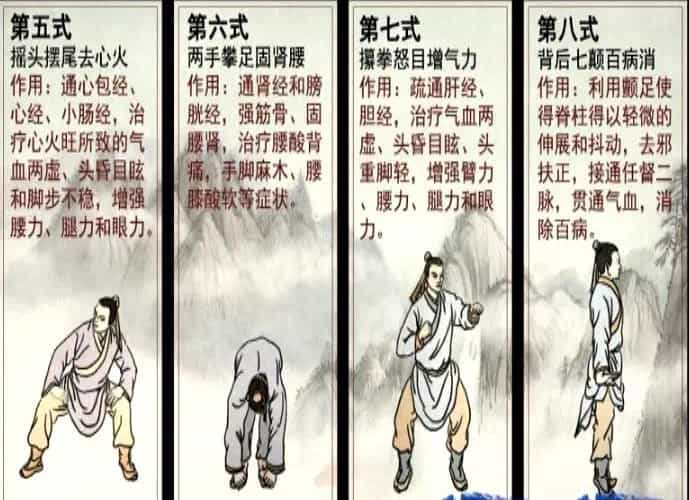 第五式
摇头摆尾去心火
作用：通心包经、
心经、小肠经，治
疗心火旺所致的气
血两虚、头昏目眩
和脚步不稳，增强
腰力、腿力和眼力。
第六式
两手攀足固肾腰
作用：通肾经和膀
胱经，强筋骨、固
腰肾，治疗腰酸背
痛，手脚麻木、腰
膝酸软等症状。
第七式
攥拳怒目增气力
作用：疏通肝经、
胆经，治疗气血两
虚、头昏目眩、头
重脚轻，增强臂力
、腰力、腿力和眼
力。
第八式
背后七颠百病消
作用：利用颤足使
得脊柱得以轻微的
伸展和抖动，去邪
扶正，接通任督二
脉，贯通气血，消
除百病。